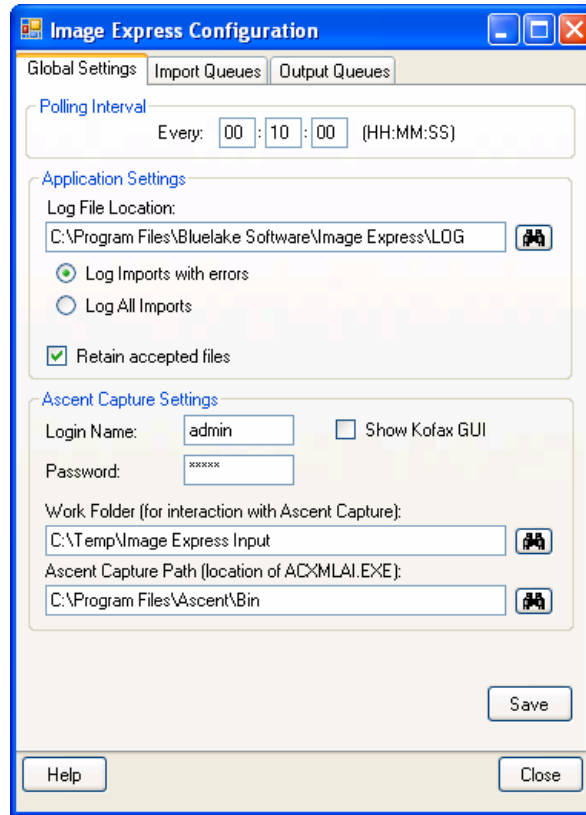 Image Express Configuration
Global Settings Import Queues Output Queues
Polling Interval
Every: 00 : 10 : 00 (HH:MM:SS)
Application Settings
Log File Location:
C:\Program Files\Bluelake Software\Image Express\LOG
Log Imports with errors
Log All Imports
Retain accepted files
Ascent Capture Settings
Login Name: admin Show Kofax GUI
Password: *****
Work Folder (for interaction with Ascent Capture):
C:\Temp\Image Express Input
Ascent Capture Path (location of ACXMLAI.EXE):
C:\Program Files\Ascent\Bin
Save
Help Close